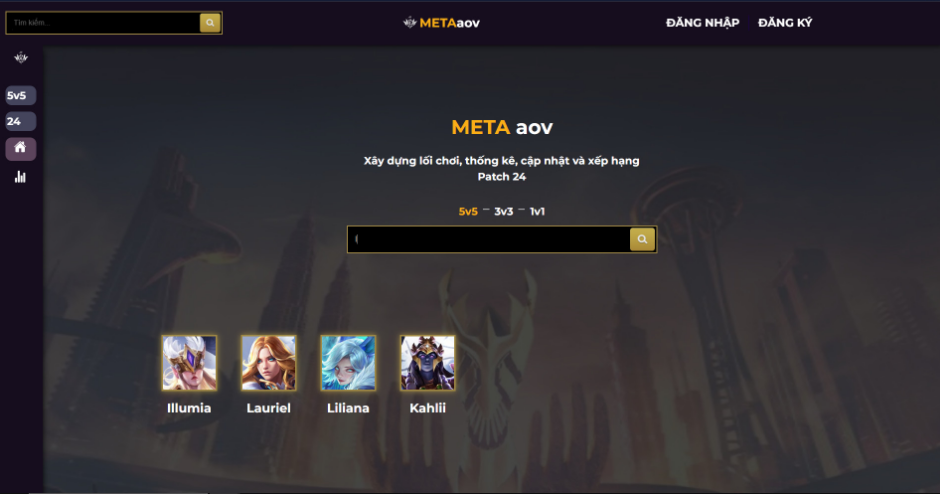 Tìm kiếm...
METAaov
ĐĂNG NHẬP ĐĂNG KÝ
5v5
24
META aov
Xây dựng lối chơi, thống kê, cập nhật và xếp hạng
Patch 24
5v5 — 3v3 — 1v1
Illumia Lauriel Liliana Kahlii